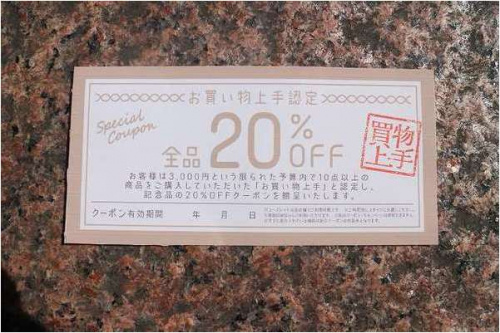 お買い物上手認定
Special
Coupon
全品20%OFF
買物
上手
お客様は3,000円という限られた予算内で10点以上の
商品をご購入していただいた「お買い物上手」と認定し、
記念品の20%OFFクーポンを贈呈いたします。
クーポン有効期間　　年　月　日